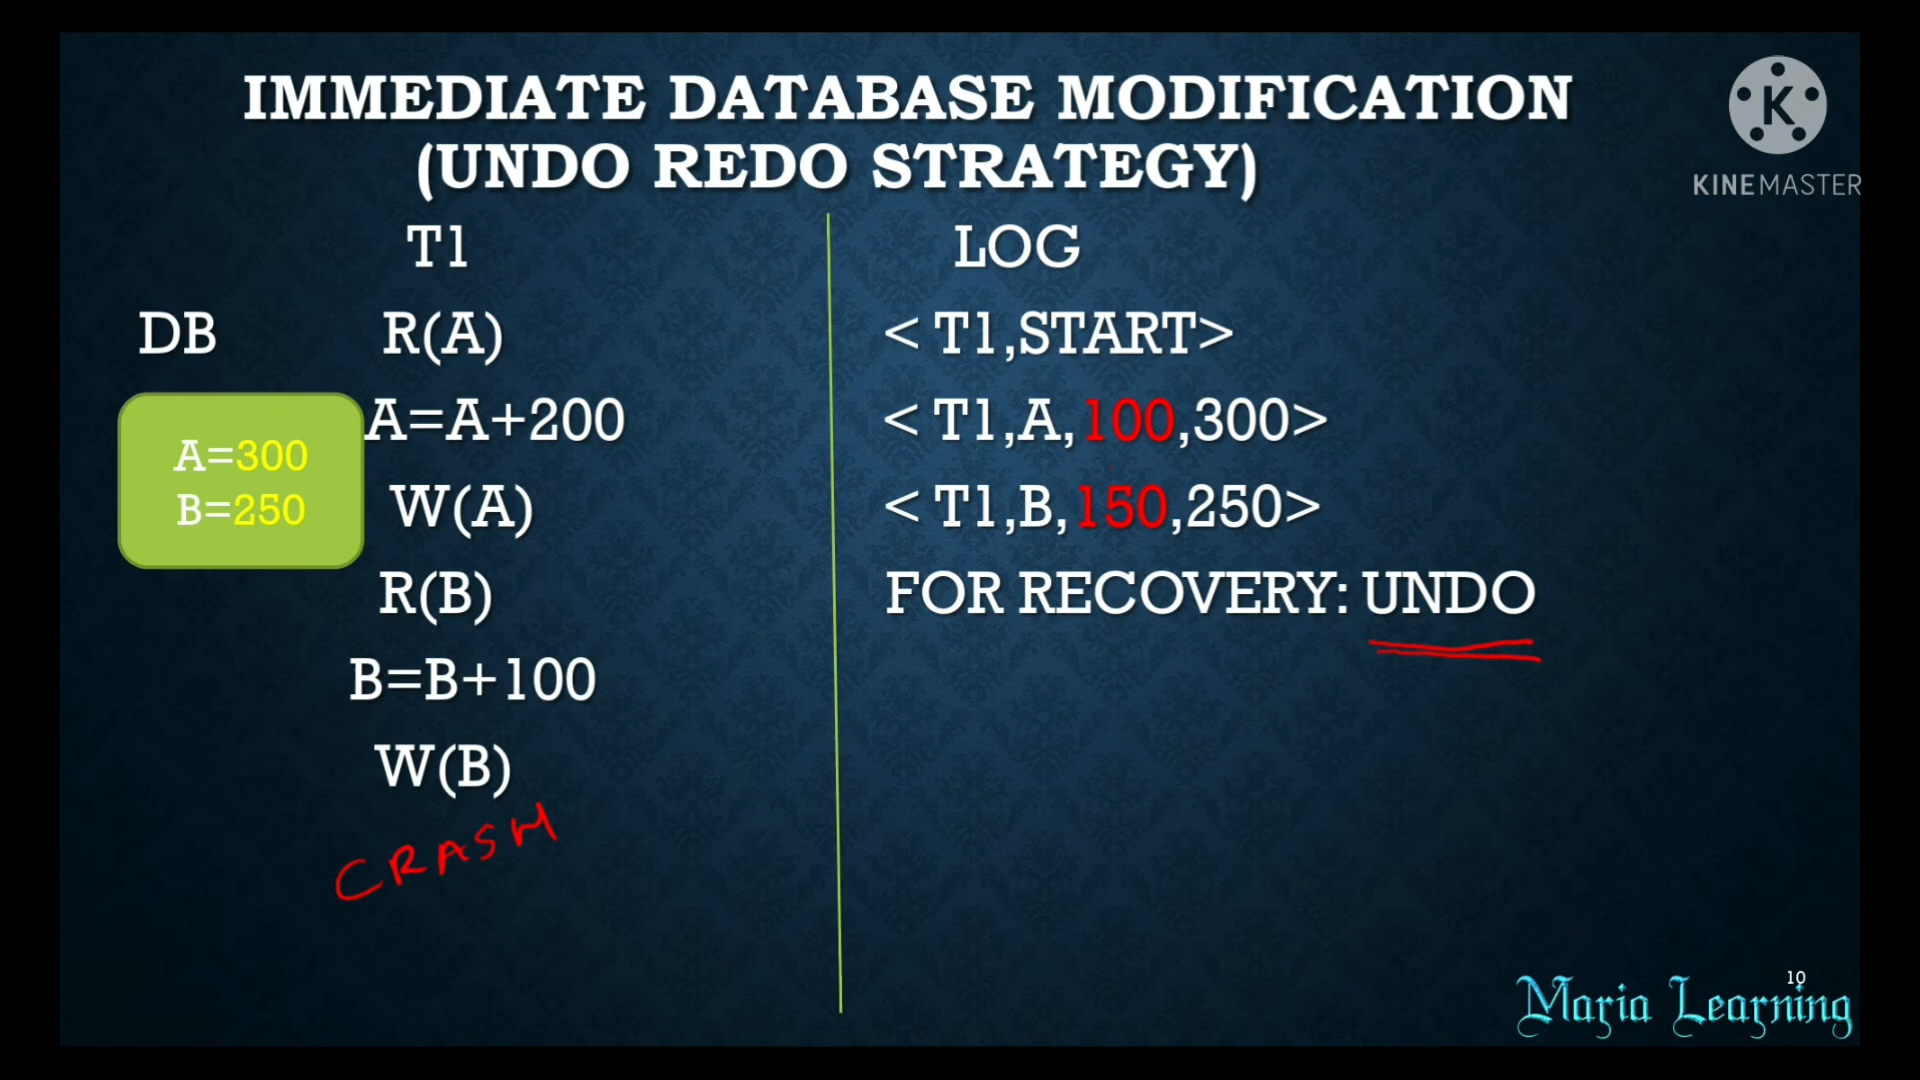 IMMEDIATE DATABASE MODIFICATION
(UNDO REDO STRATEGY)
K
KINEMASTER
T1
LOG
DB
R(A)
< T1,START>
A=300
B=250
A=A+200
< T1,A,100,300>
W(A)
< T1,B,150,250>
R(B)
FOR RECOVERY: UNDO
B=B+100
W(B)
CRASH
10
Maria Learning